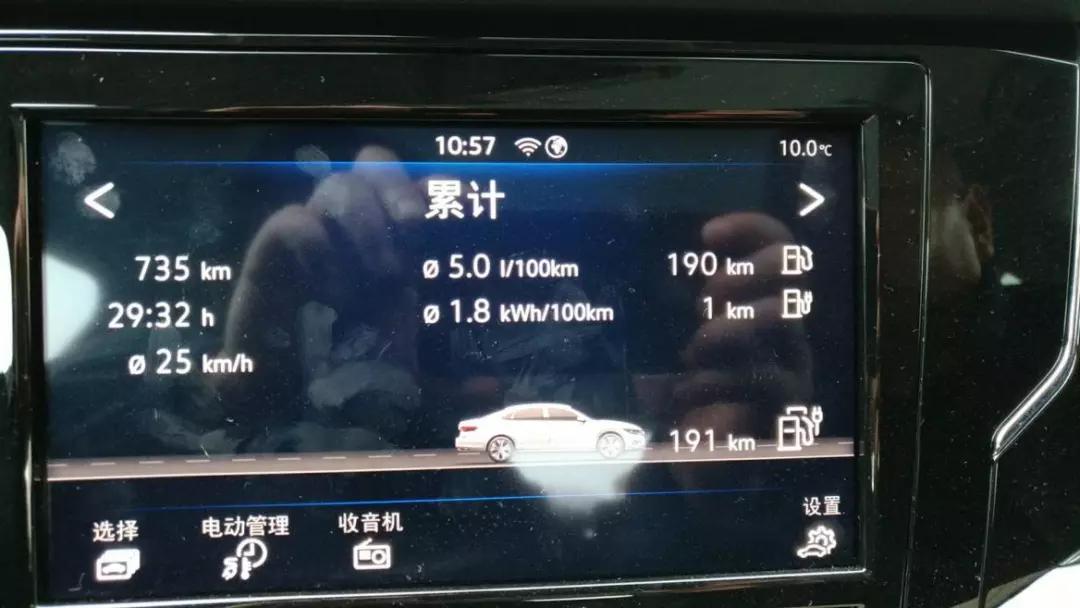 10:57
10.0℃
累计
735 km
ø 5.0 l/100km
190 km
29:32 h
ø 1.8 kWh/100km
1 km
ø 25 km/h
191 km
选择
电动管理
收音机
设置